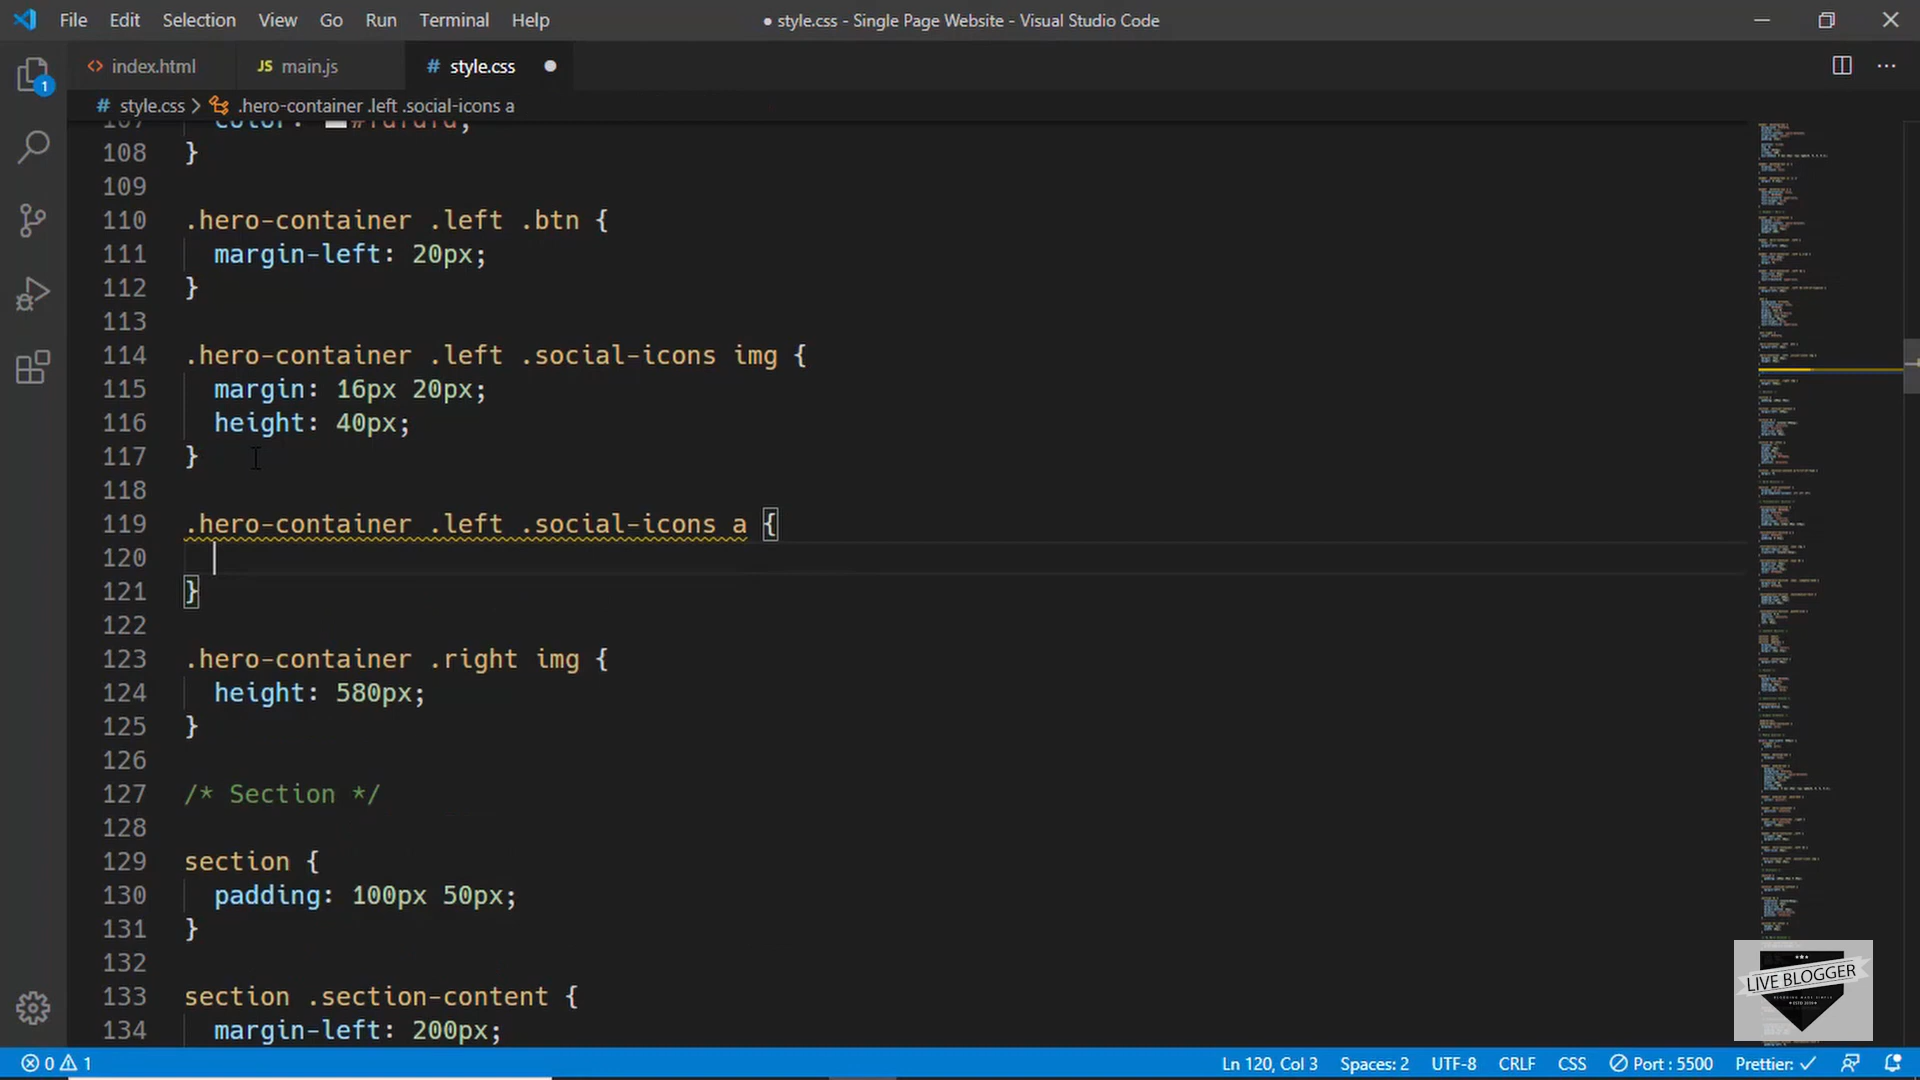 File Edit Selection View Go Run Terminal Help
● style.css - Single Page Website - Visual Studio Code
<> index.html JS main.js # style.css ●
# style.css > .hero-container .left .social-icons a
1
107 color: #fdfdfd;
108 }
109
110 .hero-container .left .btn {
111 margin-left: 20px;
112 }
113
114 .hero-container .left .social-icons img {
115 margin: 16px 20px;
116 height: 40px;
117 }
118
119 .hero-container .left .social-icons a {
120
121 }
122
123 .hero-container .right img {
124 height: 580px;
125 }
126
127 /* Section */
128
129 section {
130 padding: 100px 50px;
131 }
132
133 section .section-content {
134 margin-left: 200px;
LIVE BLOGGER
0 1 Ln 120, Col 3 Spaces: 2 UTF-8 CRLF CSS Port : 5500 Prettier: ✓